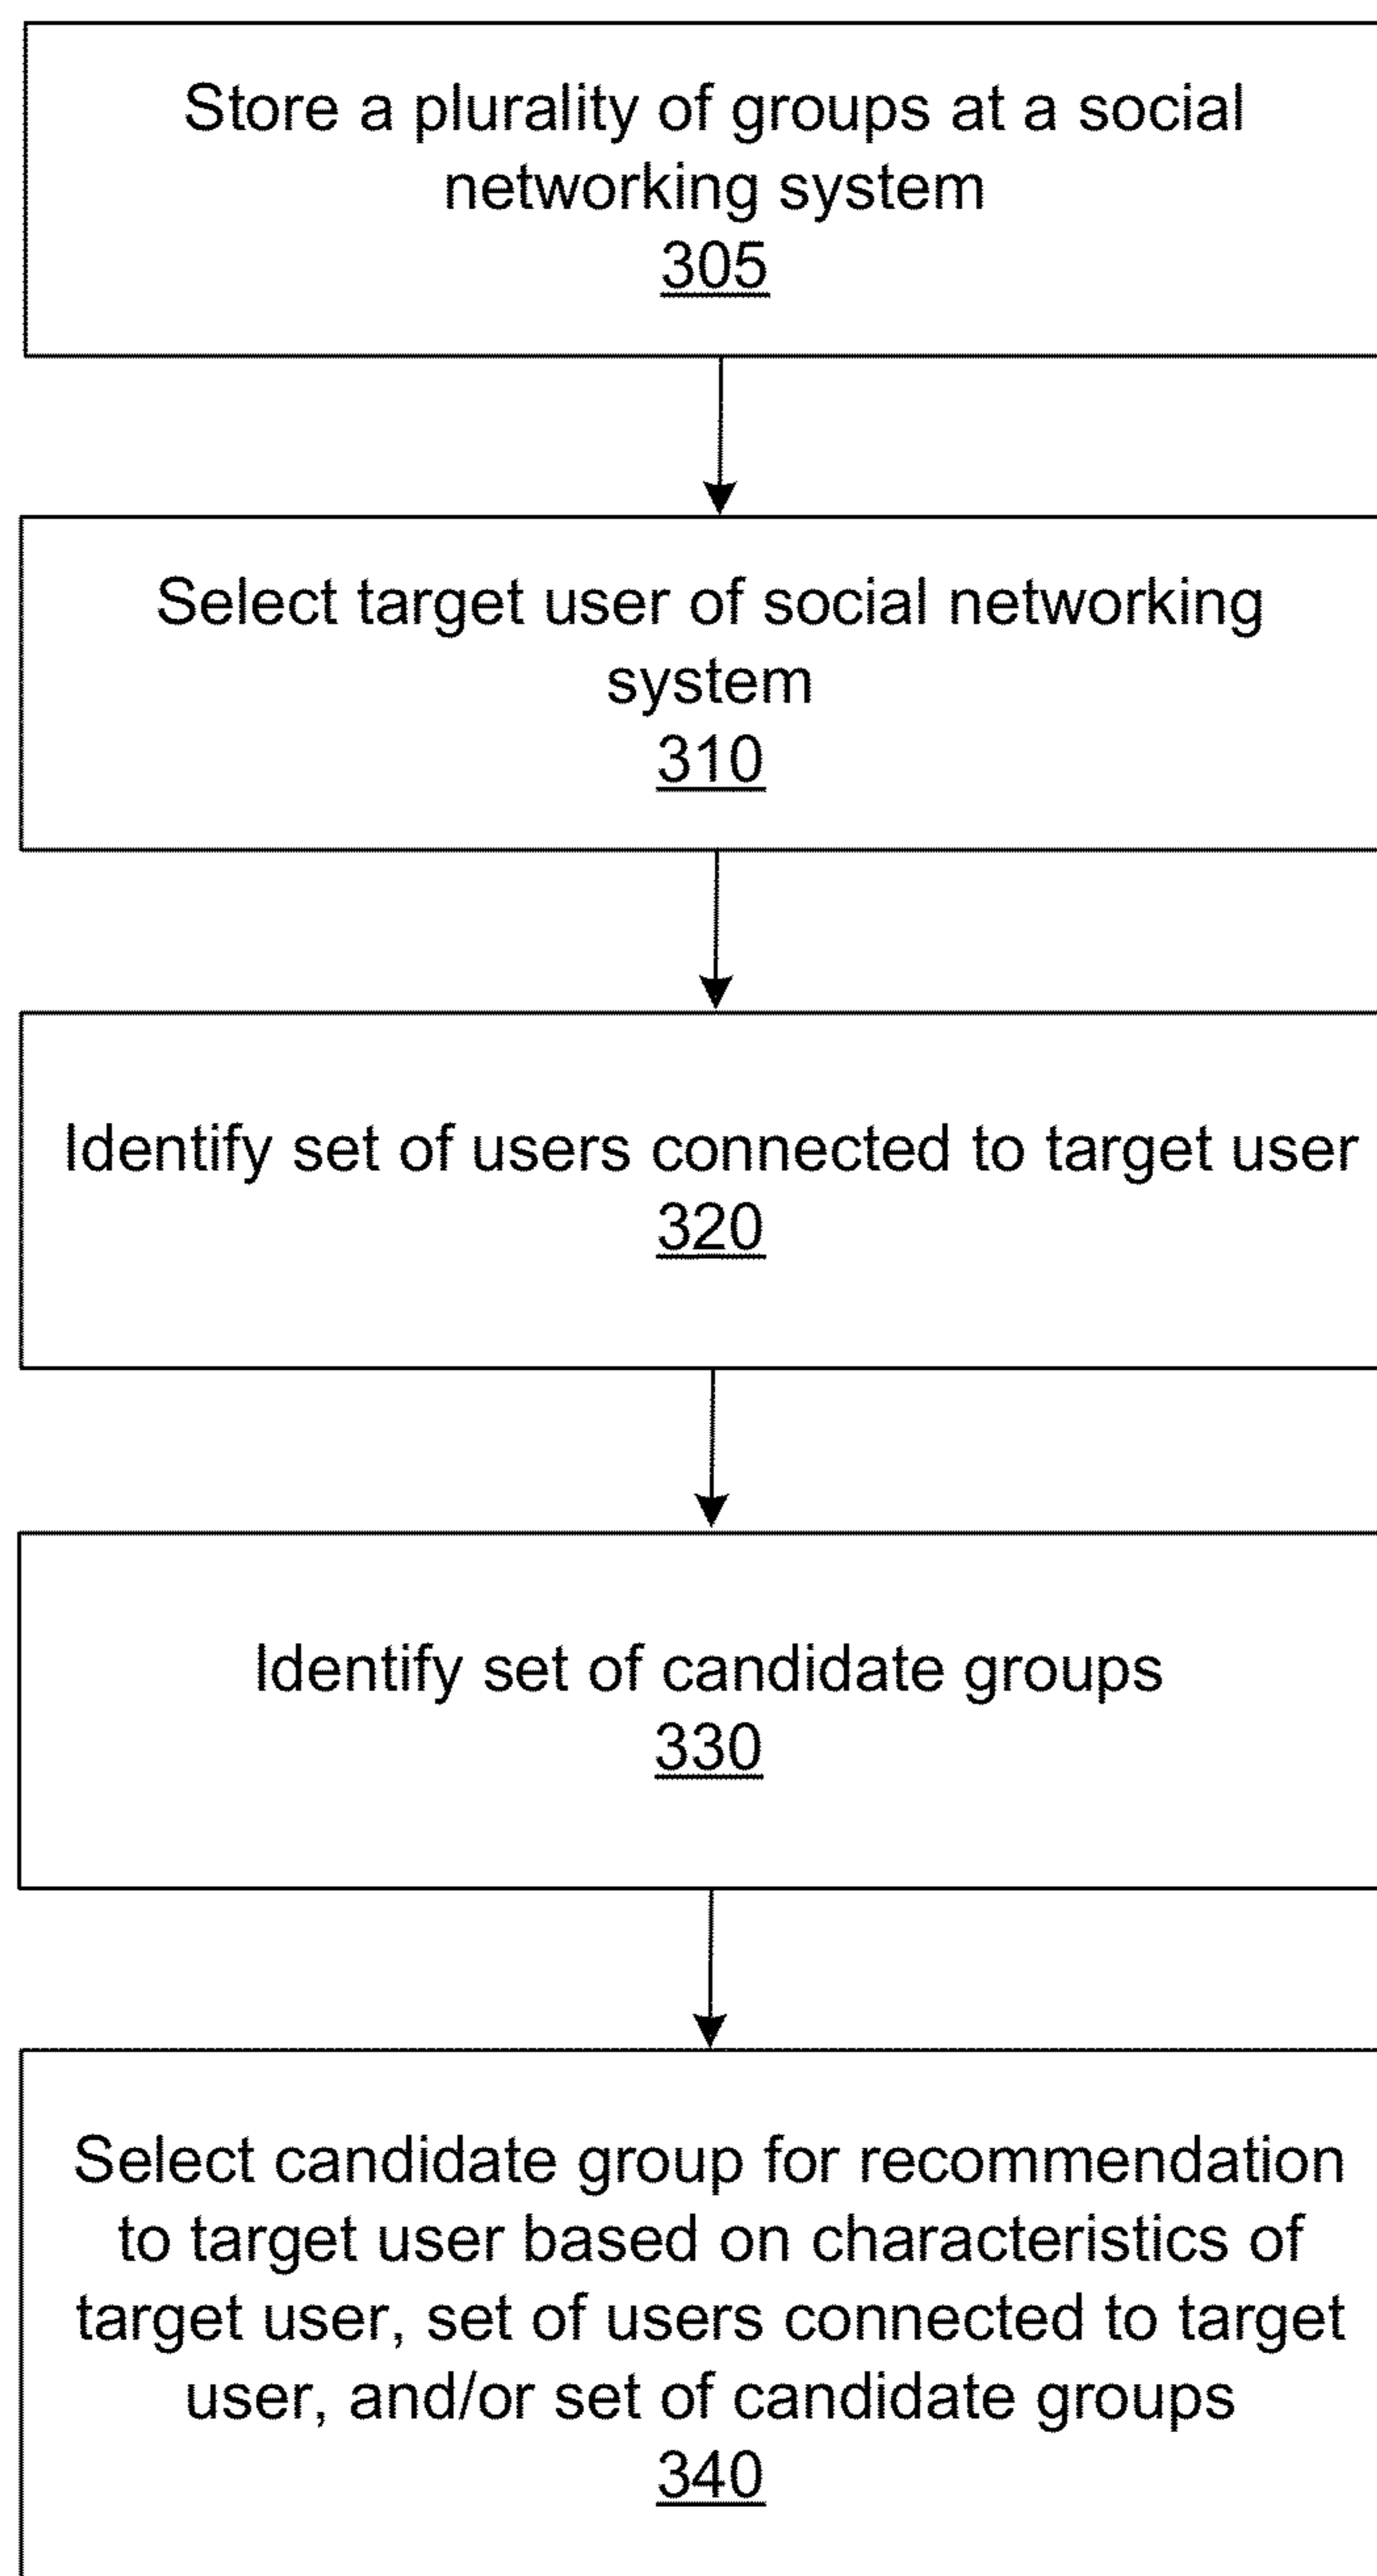 Store a plurality of groups at a social
networking system
305
Select target user of social networking
system
310
Identify set of users connected to target user
320
Identify set of candidate groups
330
Select candidate group for recommendation
to target user based on characteristics of
target user, set of users connected to target
user, and/or set of candidate groups
340